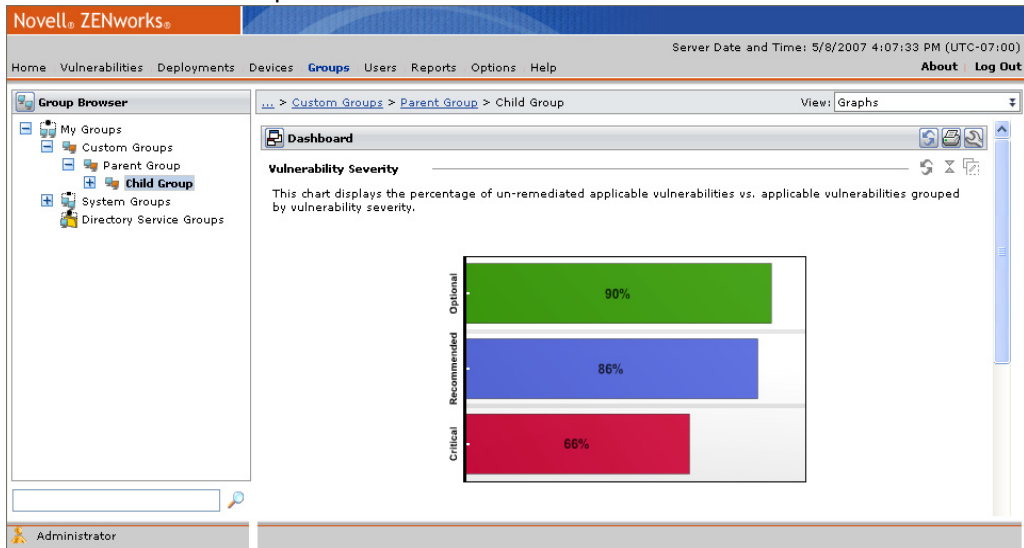 Novell® ZENworks®
Server Date and Time: 5/8/2007 4:07:33 PM (UTC-07:00)
Home Vulnerabilities Deployments Devices Groups Users Reports Options Help
About | Log Out
Group Browser
... > Custom Groups > Parent Group > Child Group
View: Graphs
My Groups
Custom Groups
Parent Group
Child Group
System Groups
Directory Service Groups
Dashboard
Vulnerability Severity
This chart displays the percentage of un-remediated applicable vulnerabilities vs. applicable vulnerabilities grouped
by vulnerability severity.
Optional
90%
Recommended
86%
Critical
66%
Administrator